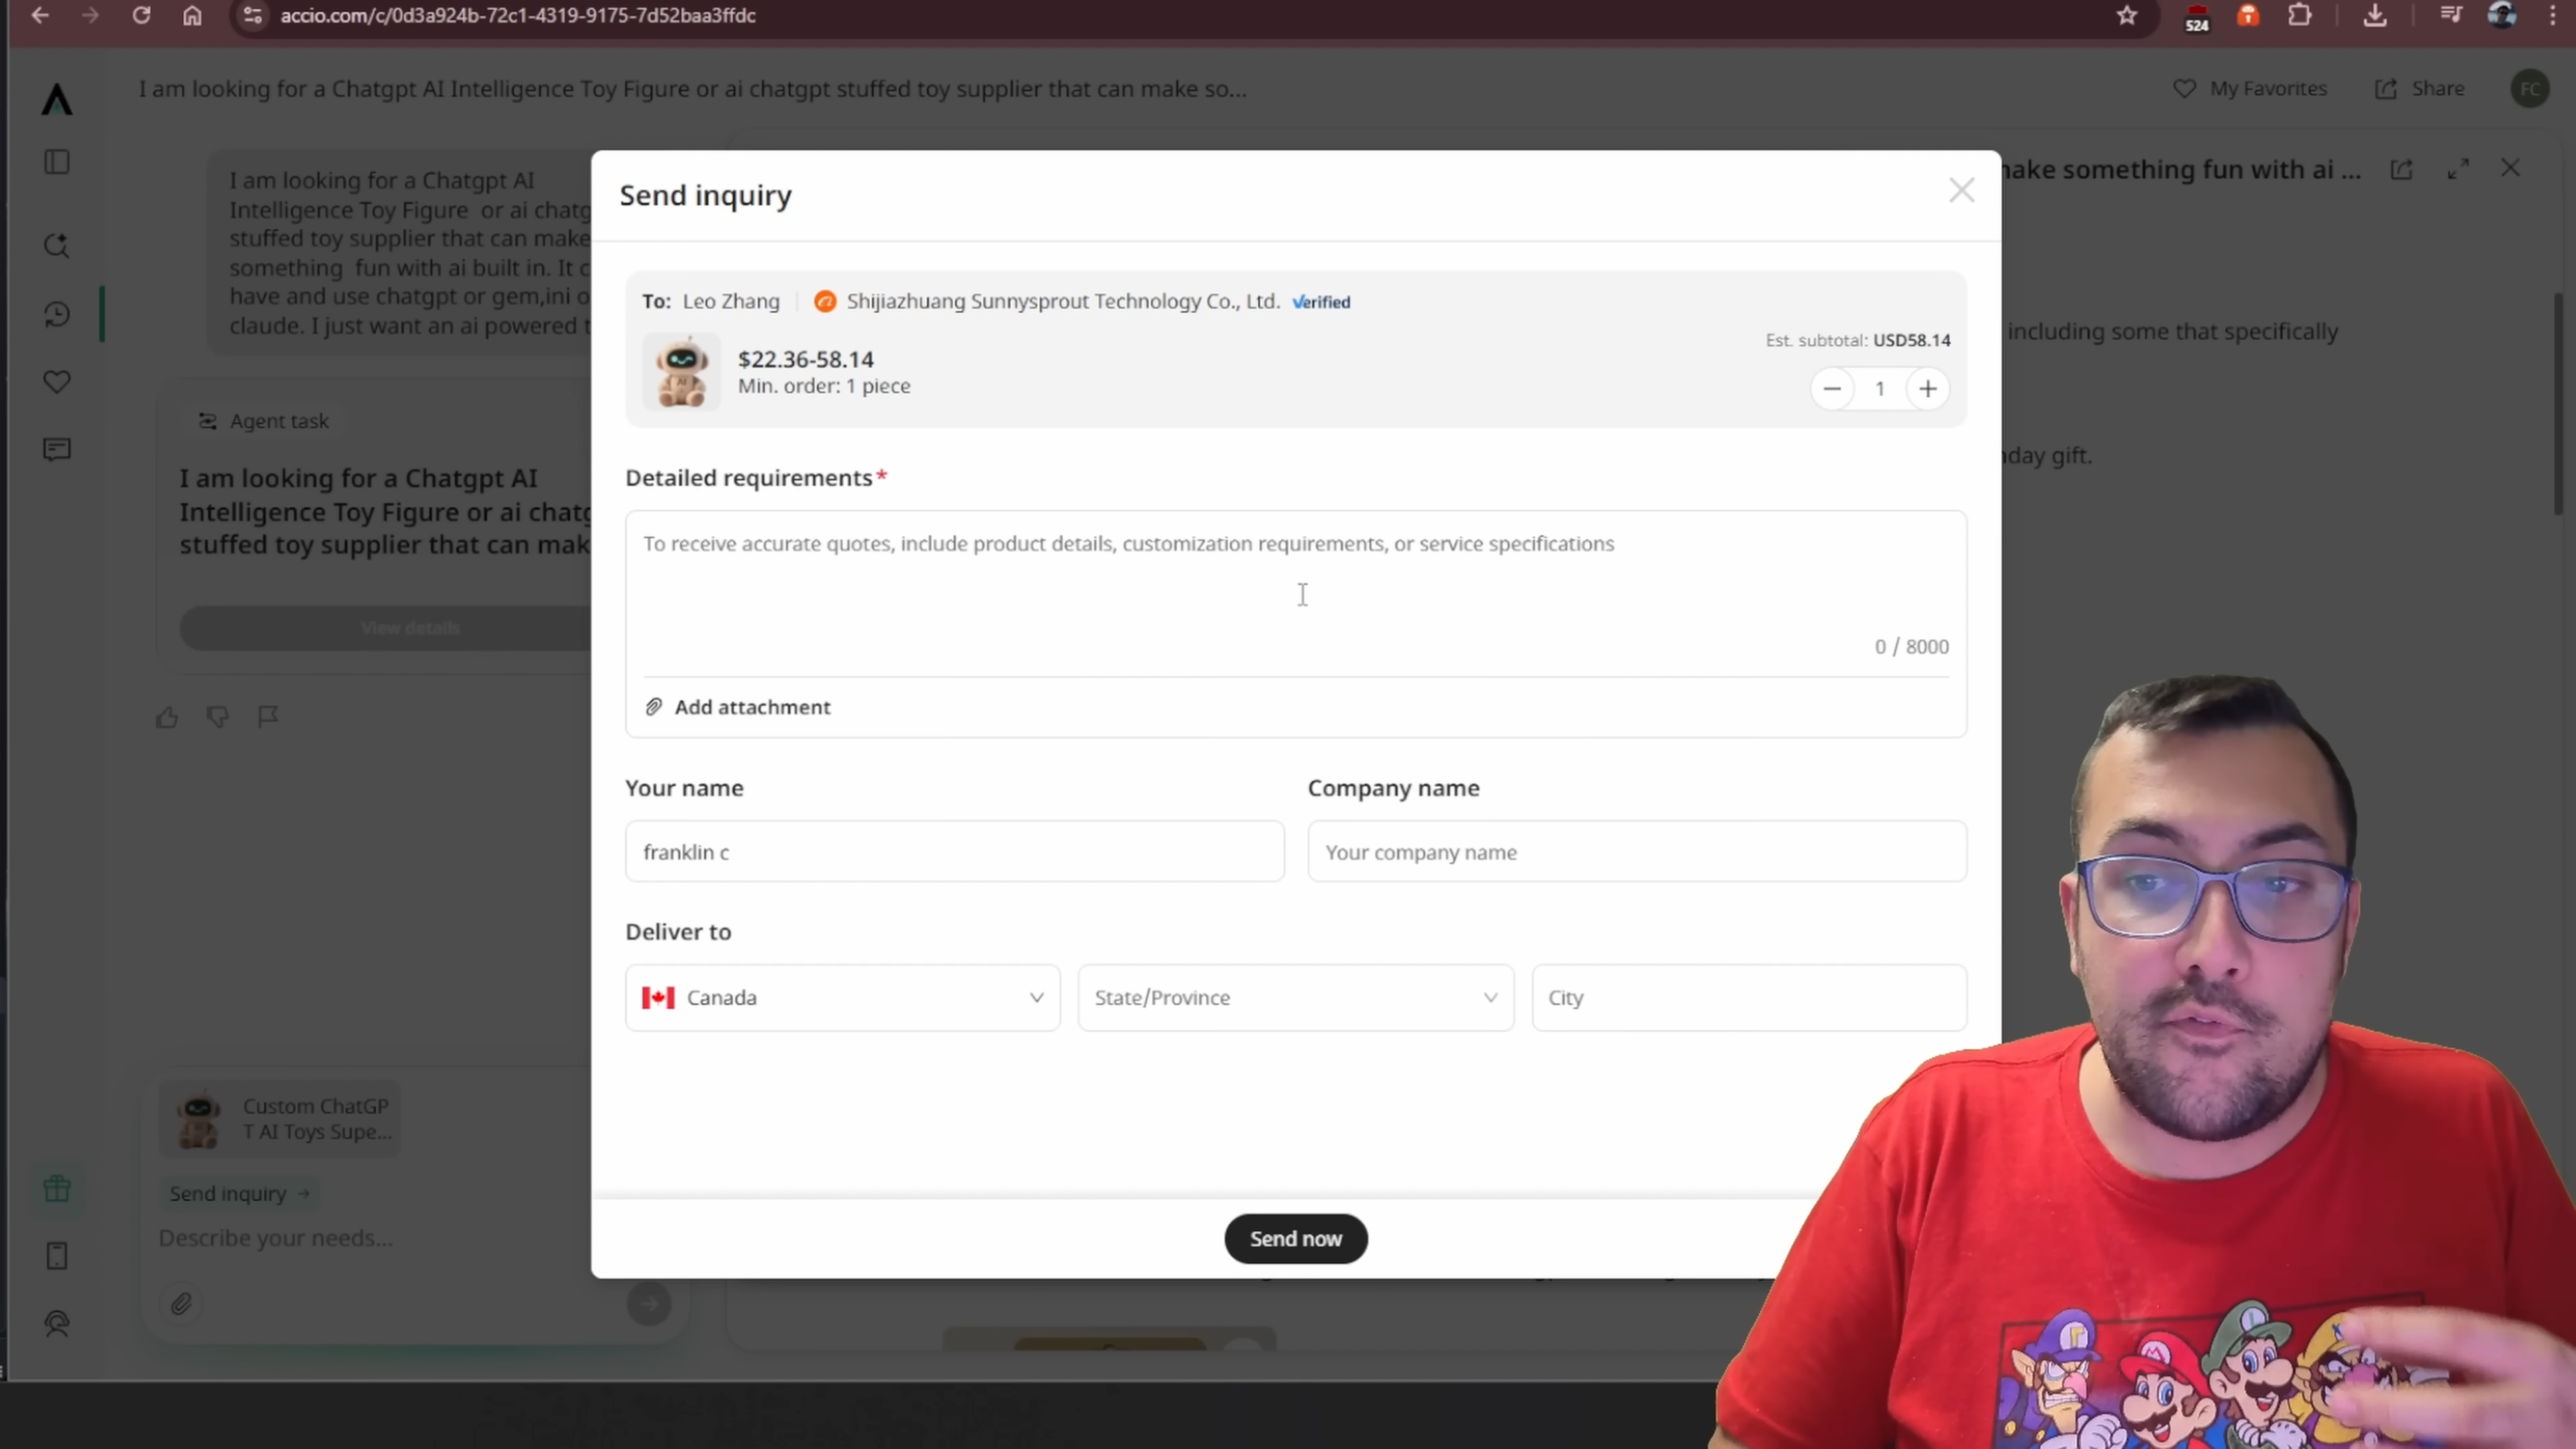 accio.com/c/0d3a924b-72c1-4319-9175-7d52baa3ffdc
524
I am looking for a Chatgpt AI Intelligence Toy Figure or ai chatgpt stuffed toy supplier that can make so...
My Favorites
Share
FC
I am looking for a Chatgpt AI
Intelligence Toy Figure or ai chatg
stuffed toy supplier that can make
something fun with ai built in. It c
have and use chatgpt or gem,ini o
claude. I just want an ai powered t
Agent task
I am looking for a Chatgpt AI
Intelligence Toy Figure or ai chatg
stuffed toy supplier that can mak
View details
Custom ChatGP
T AI Toys Supe...
Send inquiry
Describe your needs...
make something fun with ai ...
including some that specifically
day gift.
Send inquiry
To: Leo Zhang
Shijiazhuang Sunnysprout Technology Co., Ltd. Verified
AI
$22.36-58.14
Min. order: 1 piece
Est. subtotal: USD58.14
1
Detailed requirements*
To receive accurate quotes, include product details, customization requirements, or service specifications
0 / 8000
Add attachment
Your name
Company name
franklin c
Your company name
Deliver to
Canada
State/Province
City
Send now